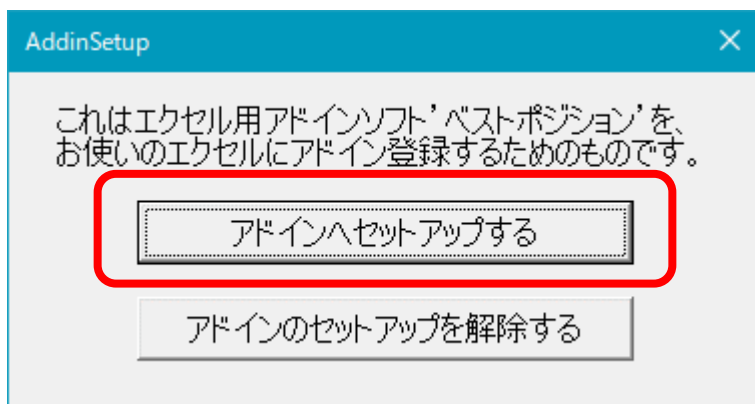 AddinSetup
これはエクセル用アドインソフト’ベストポジション’を、
お使いのエクセルにアドイン登録するためのものです。
アドインへセットアップする
アドインのセットアップを解除する